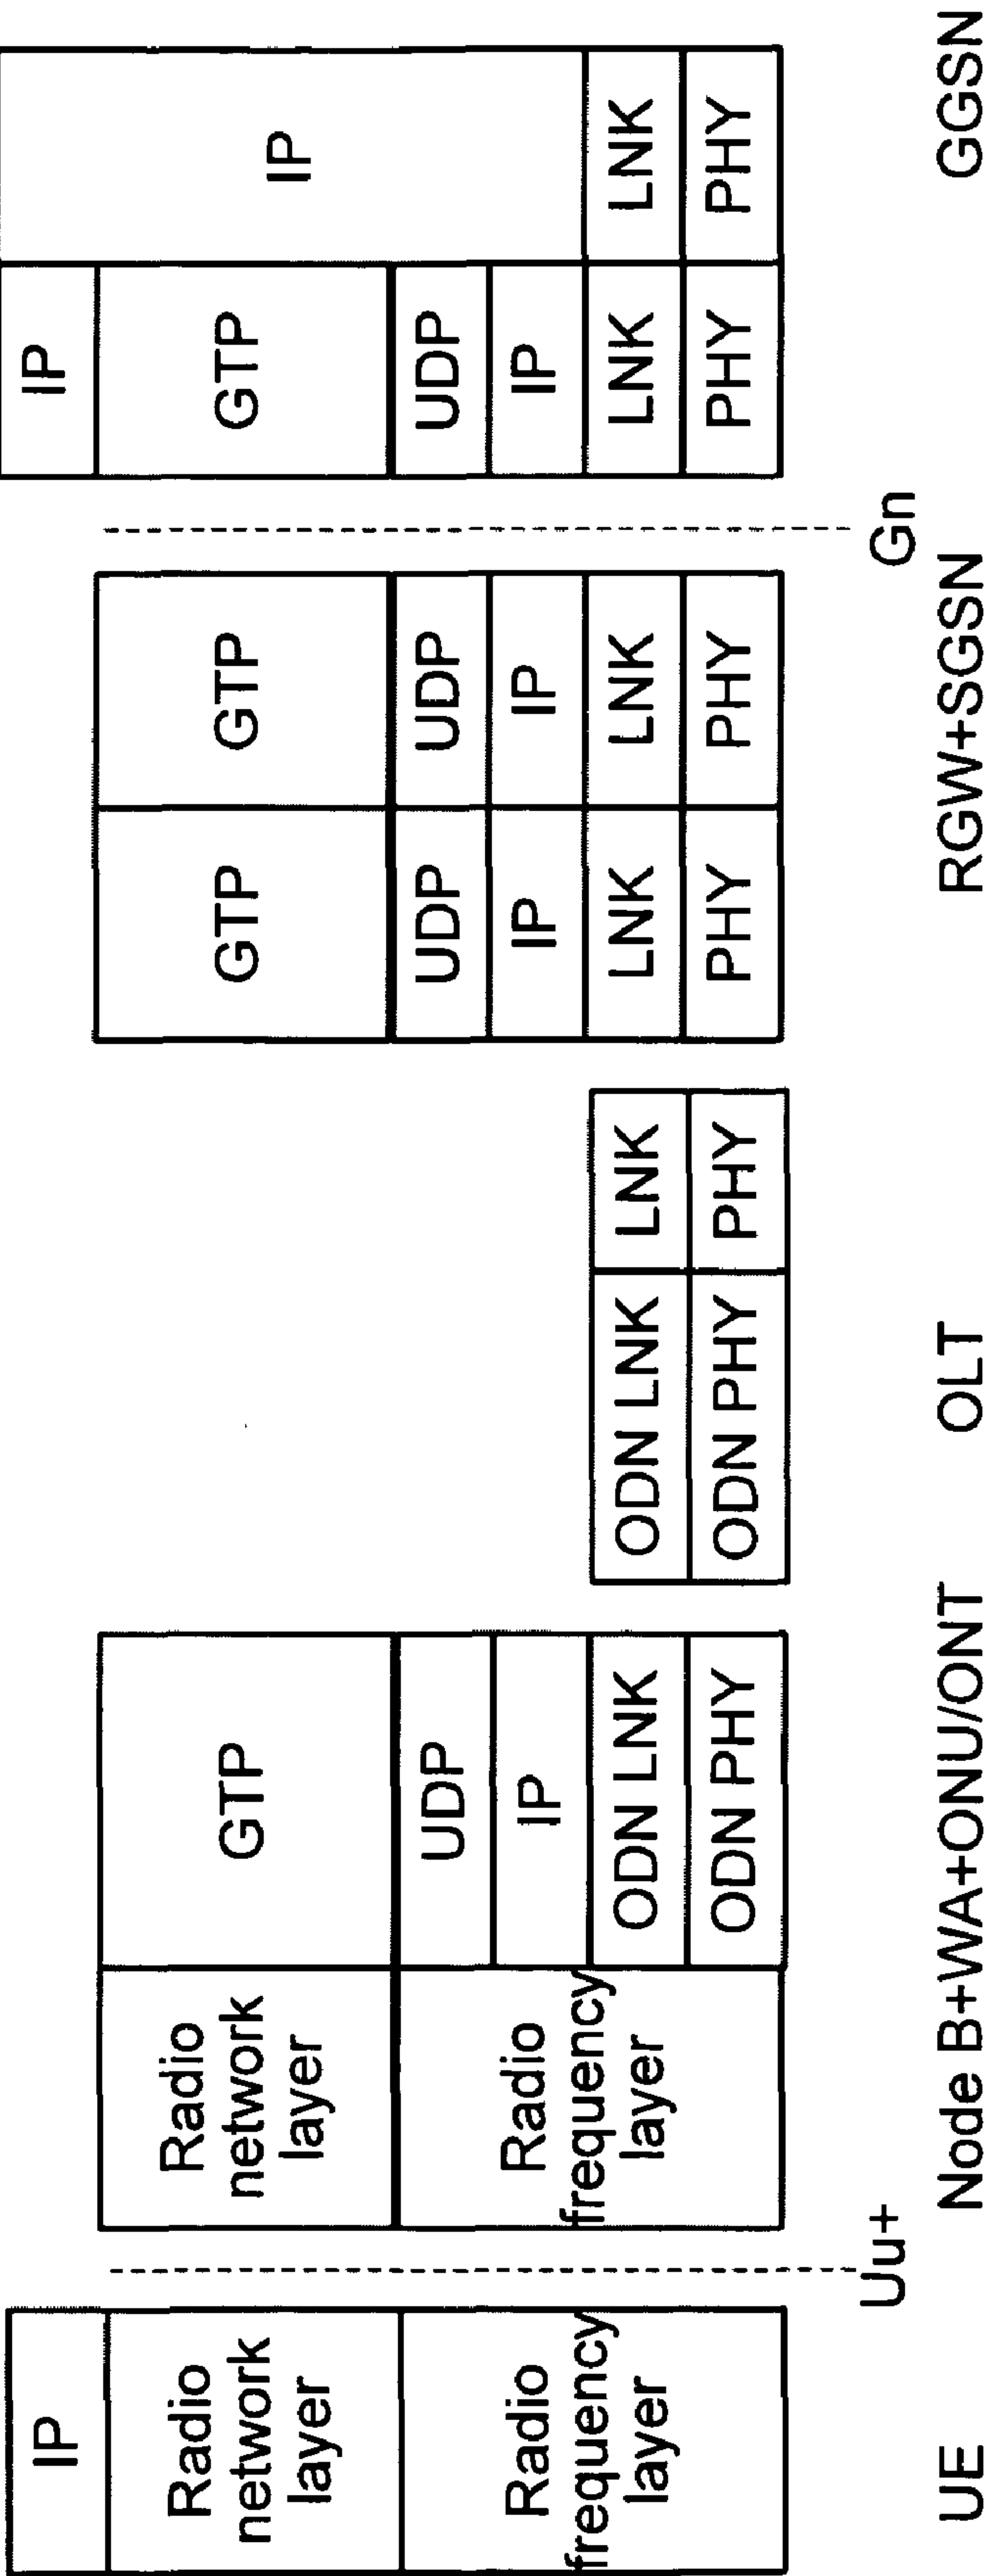 IP
Radio
network
layer
Radio
frequency
layer
UE
Uu+
Radio
network
layer
Radio
frequency
layer
GTP
UDP
IP
ODN LNK
ODN PHY
Node B+WA+ONU/ONT
ODN LNK
LNK
ODN PHY
PHY
OLT
GTP
GTP
UDP
UDP
IP
IP
LNK
LNK
PHY
PHY
RGW+SGSN
Gn
IP
GTP
UDP
IP
LNK
PHY
IP
LNK
PHY
GGSN